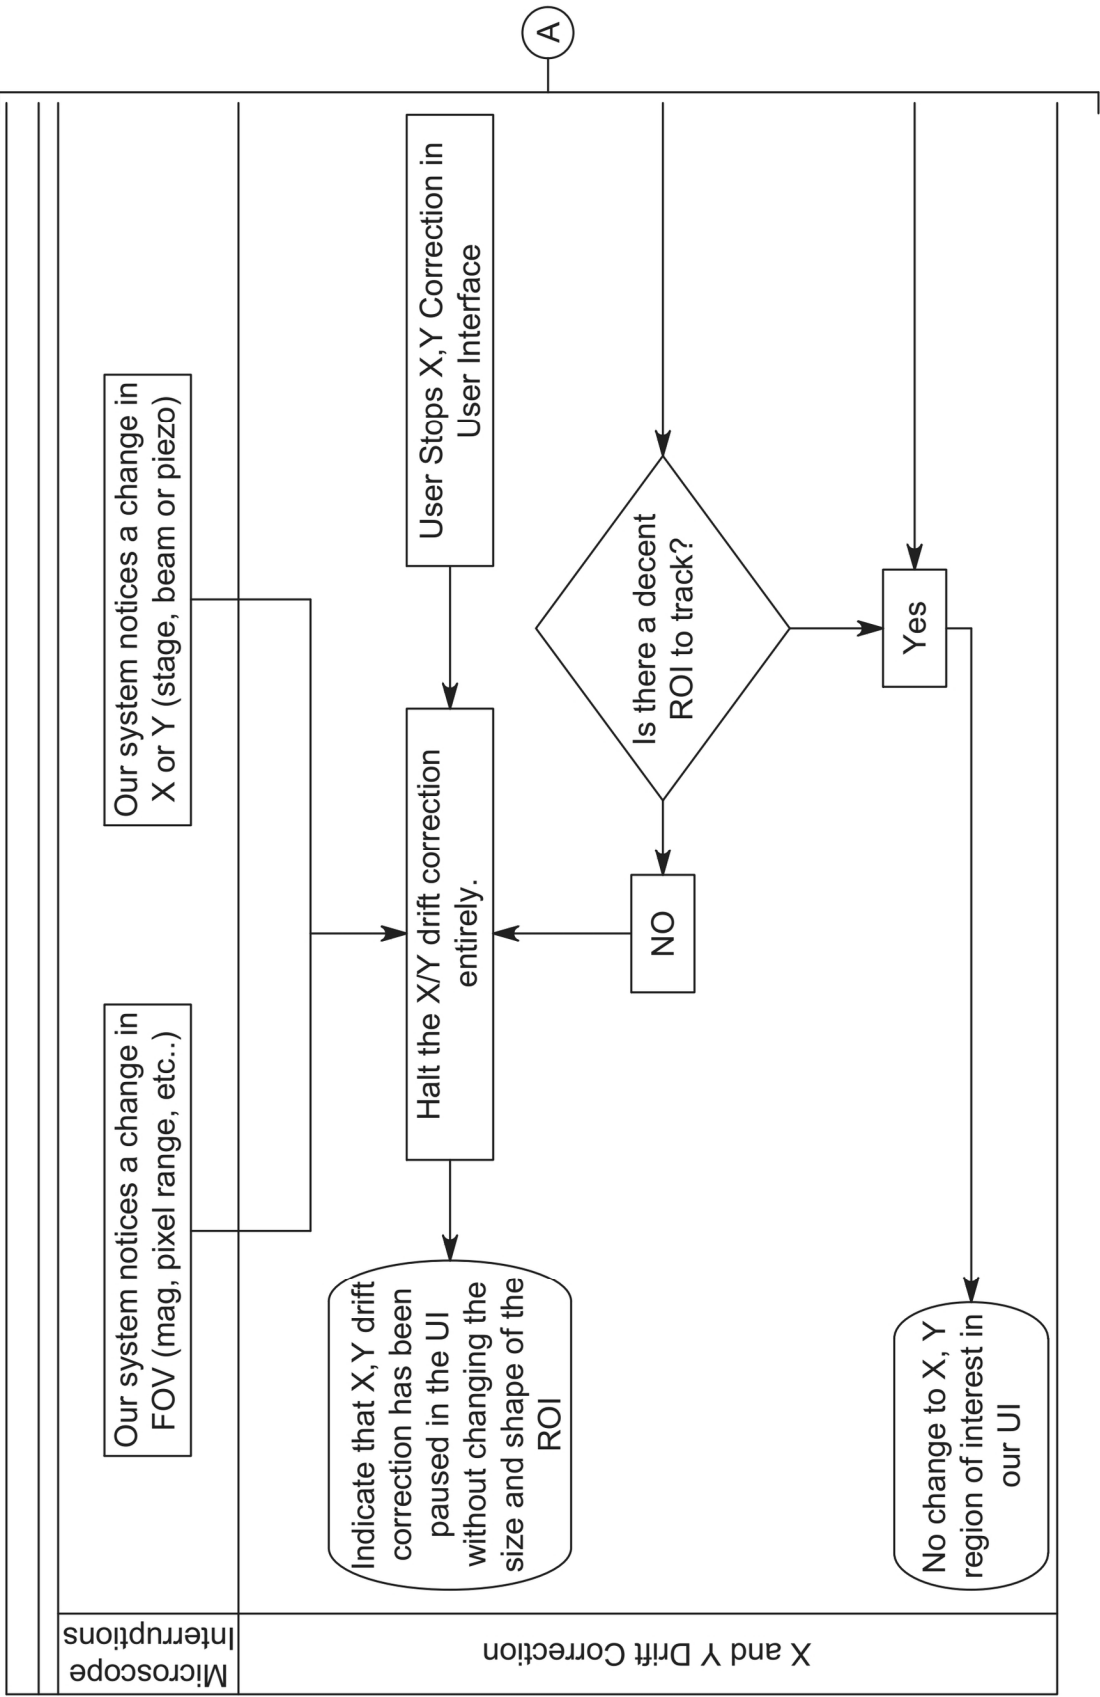 A
Microscope
Interruptions
Our system notices a change in
FOV (mag, pixel range, etc..)
Our system notices a change in
X or Y (stage, beam or piezo)
X and Y Drift Correction
Indicate that X,Y drift
correction has been
paused in the UI
without changing the
size and shape of the
ROI
Halt the X/Y drift correction
entirely.
User Stops X,Y Correction in
User Interface
NO
Is there a decent
ROI to track?
Yes
No change to X, Y
region of interest in
our UI